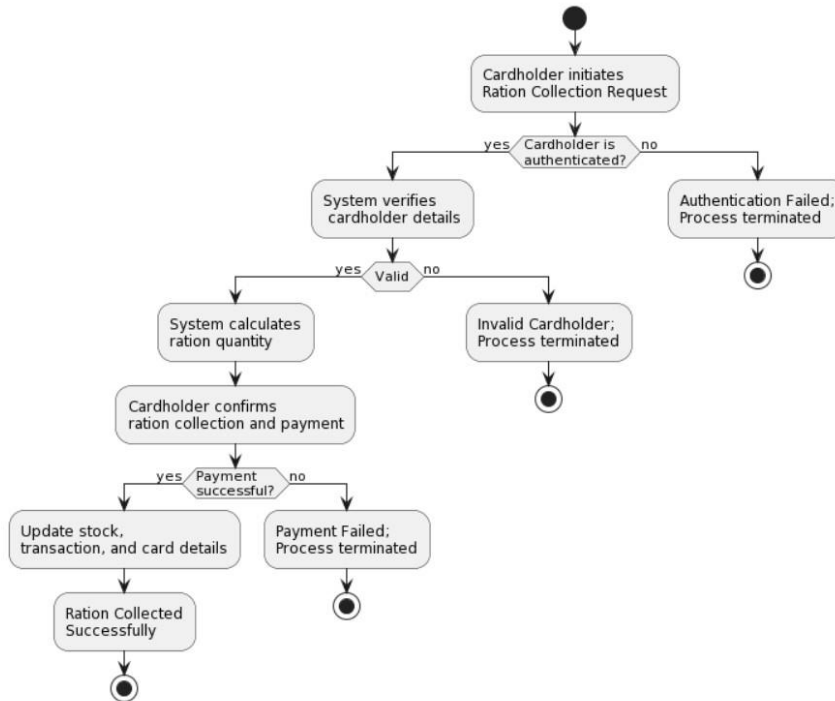 Cardholder initiates
Ration Collection Request
yes
Cardholder is
authenticated?
no
System verifies
cardholder details
Authentication Failed;
Process terminated
yes
Valid
no
System calculates
ration quantity
Invalid Cardholder;
Process terminated
Cardholder confirms
ration collection and payment
yes
Payment
successful?
no
Update stock,
transaction, and card details
Payment Failed;
Process terminated
Ration Collected
Successfully